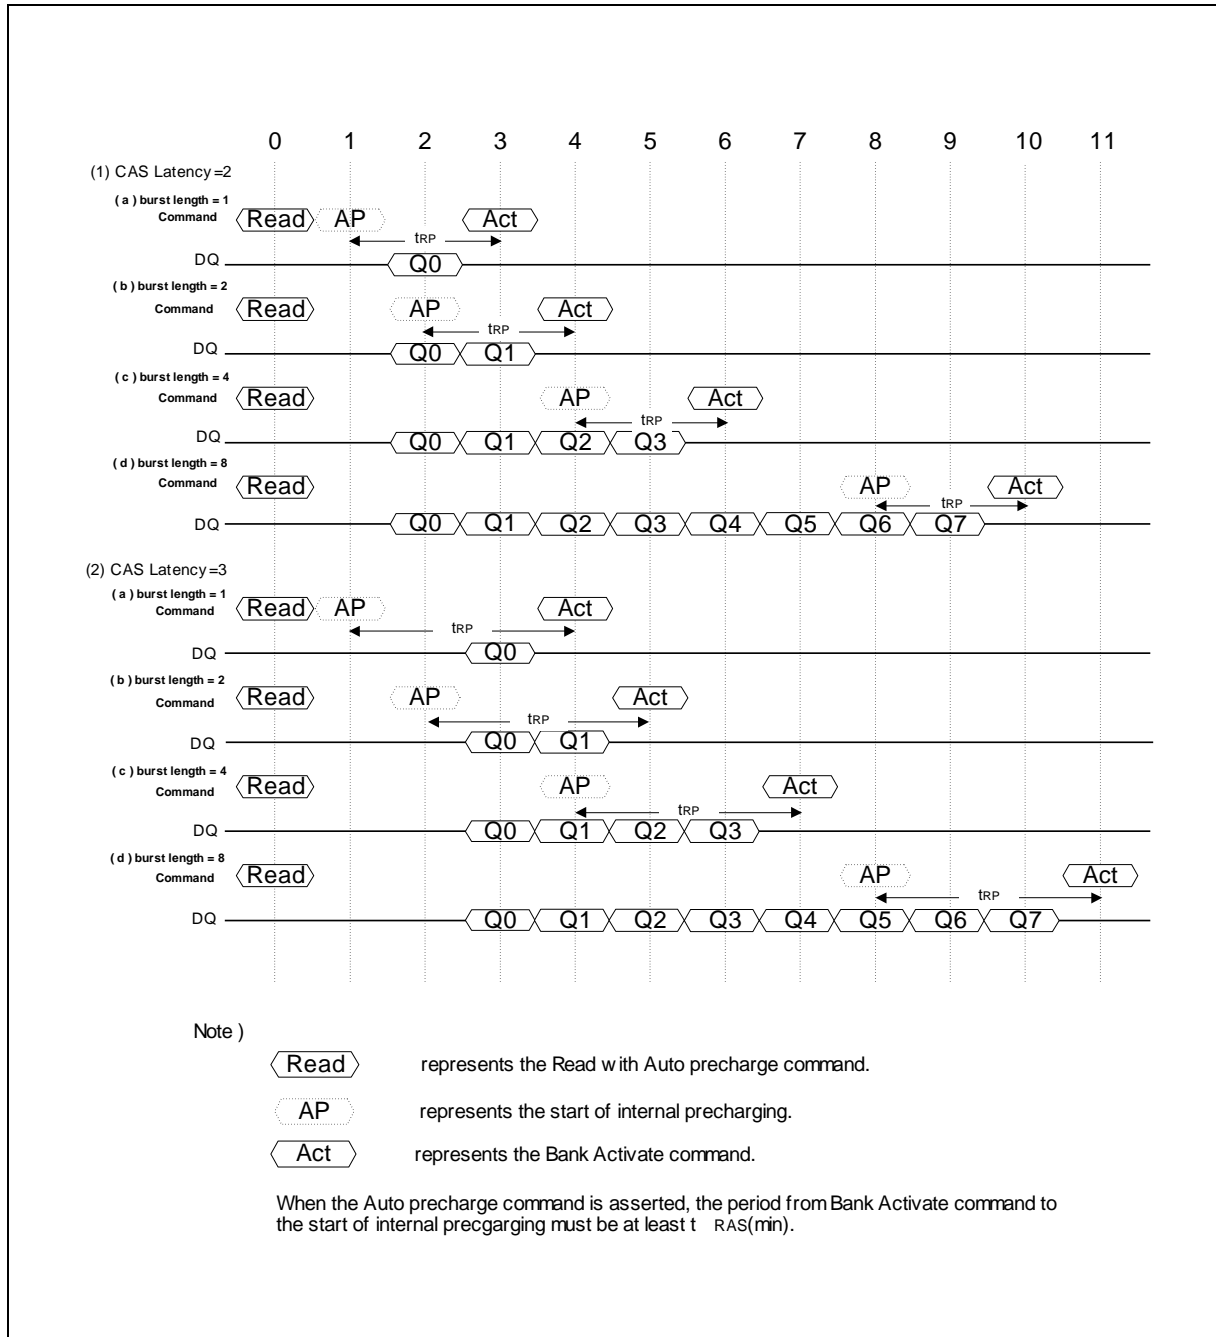 0 1 2 3 4 5 6 7 8 9 10 11
(1) CAS Latency=2
( a ) burst length = 1
Command Read AP Act
tRP
DQ Q0
( b ) burst length = 2
Command Read AP Act
tRP
DQ Q0 Q1
( c ) burst length = 4
Command Read AP Act
tRP
DQ Q0 Q1 Q2 Q3
( d ) burst length = 8
Command Read AP Act
tRP
DQ Q0 Q1 Q2 Q3 Q4 Q5 Q6 Q7
(2) CAS Latency=3
( a ) burst length = 1
Command Read AP Act
tRP
DQ Q0
( b ) burst length = 2
Command Read AP Act
tRP
DQ Q0 Q1
( c ) burst length = 4
Command Read AP Act
tRP
DQ Q0 Q1 Q2 Q3
( d ) burst length = 8
Command Read AP Act
tRP
DQ Q0 Q1 Q2 Q3 Q4 Q5 Q6 Q7
Note )
Read represents the Read with Auto precharge command.
AP represents the start of internal precharging.
Act represents the Bank Activate command.
When the Auto precharge command is asserted, the period from Bank Activate command to
the start of internal precgarging must be at least t RAS(min).